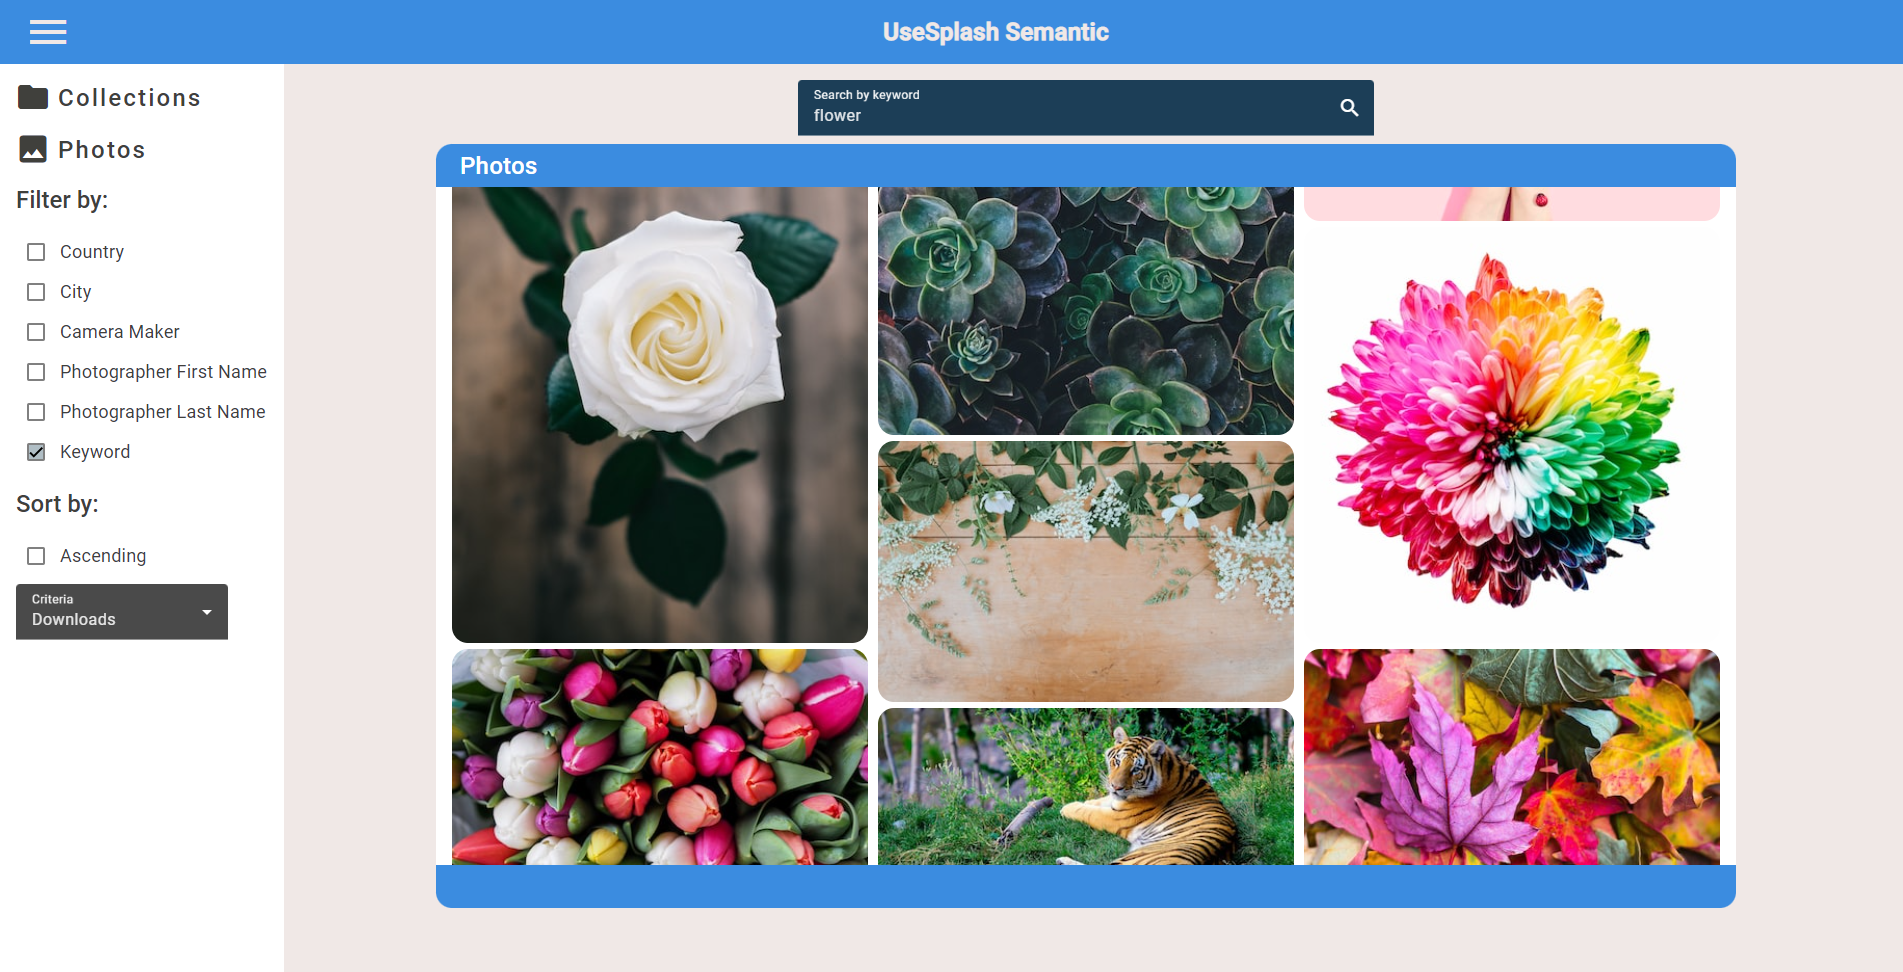 UseSplash Semantic
Collections
Photos
Filter by:
Country
City
Camera Maker
Photographer First Name
Photographer Last Name
Keyword
Sort by:
Ascending
Criteria
Downloads
Search by keyword
flower
Photos